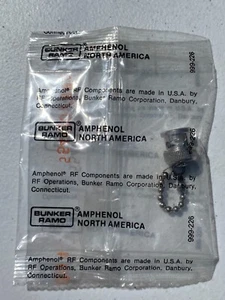 BUNKER RAMO AMPHENOL
NORTH AMERICA
999-226
Amphenol® RF Components are made in U.S.A. by
RF Operations, Bunker Ramo Corporation, Danbury,
Connecticut.
BUNKER RAMO AMPHENOL
NORTH AMERICA
Amphenol® RF Components are made in U.S.A. by
RF Operations, Bunker Ramo Corporation, Danbury,
Connecticut.
BUNKER RAMO AMPHENOL
NORTH AMERICA
999-226
Amphenol® RF Components are made in U.S.A. by
RF Operations, Bunker Ramo Corporation, Danbury,
Connecticut.